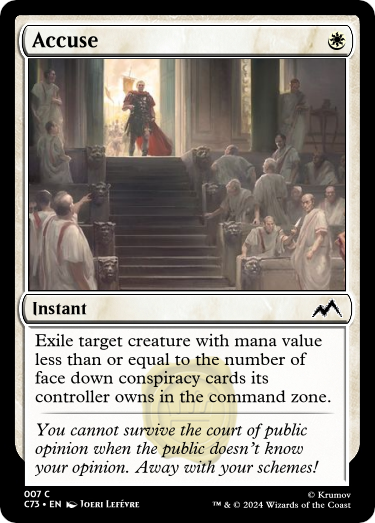 Accuse
Instant
Exile target creature with mana value
less than or equal to the number of
face down conspiracy cards its
controller owns in the command zone.
You cannot survive the court of public
opinion when the public doesn't know
your opinion. Away with your schemes!
007 C
© Krumov
C73 • EN Joeri Lefévre
™ & © 2024 Wizards of the Coast